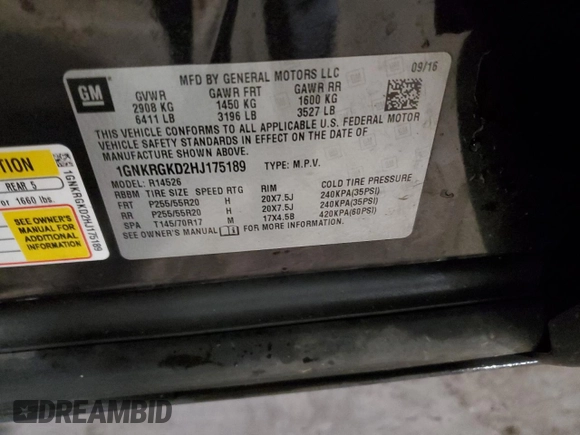 GM
MFD BY GENERAL MOTORS LLC
09/16
GVWR GAWR FRT GAWR RR
2908 KG 1450 KG 1600 KG
6411 LB 3196 LB 3527 LB
THIS VEHICLE CONFORMS TO ALL APPLICABLE U.S. FEDERAL MOTOR
VEHICLE SAFETY STANDARDS IN EFFECT ON THE DATE OF
MANUFACTURE SHOWN ABOVE.
1GNKRGKD2HJ175189 TYPE: M.P.V.
MODEL: R14526
RBBM TIRE SIZE SPEED RTG RIM COLD TIRE PRESSURE
FRT P255/55R20 H 20X7.5J 240KPA(35PSI)
RR P255/55R20 H 20X7.5J 240KPA(35PSI)
SPA T145/70R17 M 17X4.5B 420KPA(60PSI)
SEE OWNER'S MANUAL FOR ADDITIONAL INFORMATION.
TION
REAR 5
or 1660 lbs.
SEE OWNER'S
MANUAL FOR
ADDITIONAL
INFORMATION
1GNKRGKD2HJ175189
DREAMBID